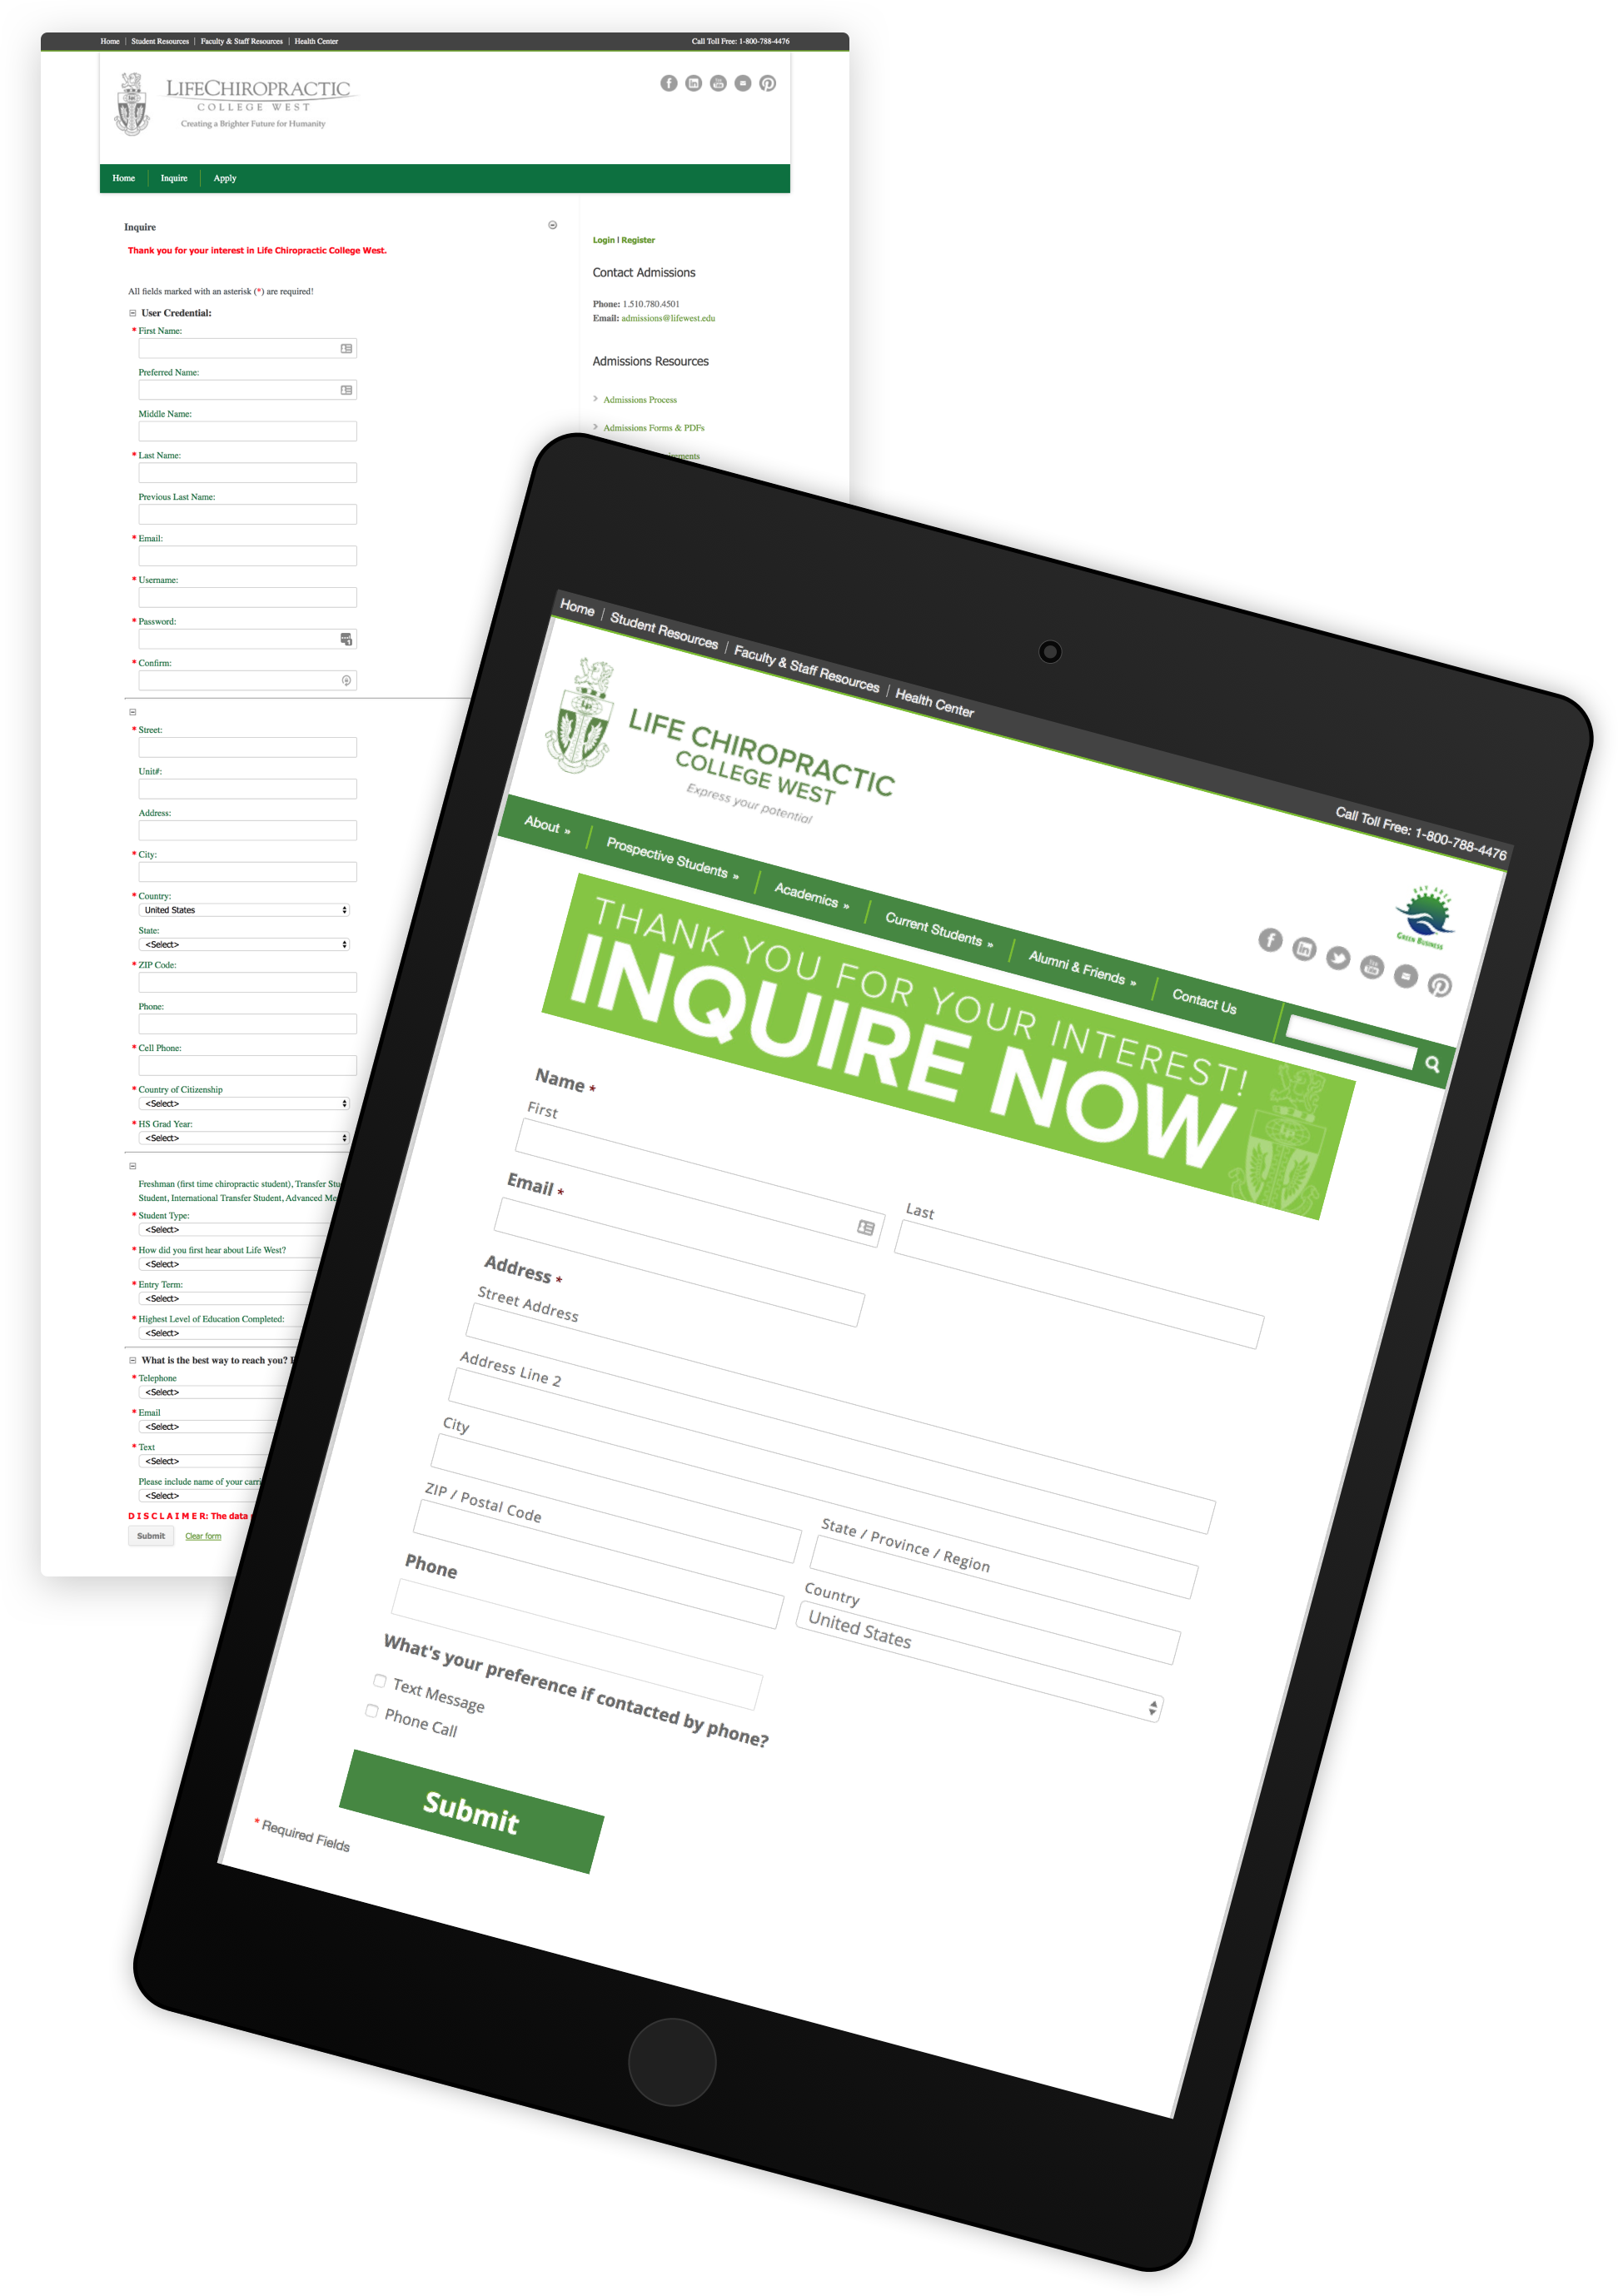 Home | Student Resources | Faculty & Staff Resources | Health Center
Call Toll Free: 1-800-788-4476
LIFECHIROPRACTIC
COLLEGE WEST
Creating a Brighter Future for Humanity
Home
Inquire
Apply
Inquire
Thank you for your interest in Life Chiropractic College West.
All fields marked with an asterisk (*) are required!
User Credential:
* First Name:
Preferred Name:
Middle Name:
* Last Name:
Previous Last Name:
* Email:
* Username:
* Password:
* Confirm:
* Street:
Unit#:
Address:
* City:
* Country:
United States
State:
<Select>
* ZIP Code:
Phone:
* Cell Phone:
* Country of Citizenship
<Select>
* HS Grad Year:
<Select>
Freshman (first time chiropractic student), Transfer
Student, International Transfer Student, Advanced
* Student Type:
<Select>
* How did you first hear about Life West?
<Select>
* Entry Term:
<Select>
* Highest Level of Education Completed:
<Select>
What is the best way to reach you?
* Telephone
<Select>
* Email
<Select>
* Text
<Select>
Please include name of your
<Select>
DISCLAIMER: The data
Submit
Clear form
Login | Register
Contact Admissions
Phone: 1.510.780.4501
Email: admissions@lifewest.edu
Admissions Resources
Admissions Process
Admissions Forms & PDFs
Home | Student Resources | Faculty & Staff Resources | Health Center
Call Toll Free: 1-800-788-4476
LIFE CHIROPRACTIC
COLLEGE WEST
Express your potential
BAY AREA
GREEN BUSINESS
About »
Prospective Students »
Academics »
Current Students »
Alumni & Friends »
Contact Us
THANK YOU FOR YOUR INTEREST!
INQUIRE NOW
Name *
First
Last
Email *
Address *
Street Address
Address Line 2
City
State / Province / Region
ZIP / Postal Code
Country
United States
Phone
What's your preference if contacted by phone?
Text Message
Phone Call
Submit
* Required Fields